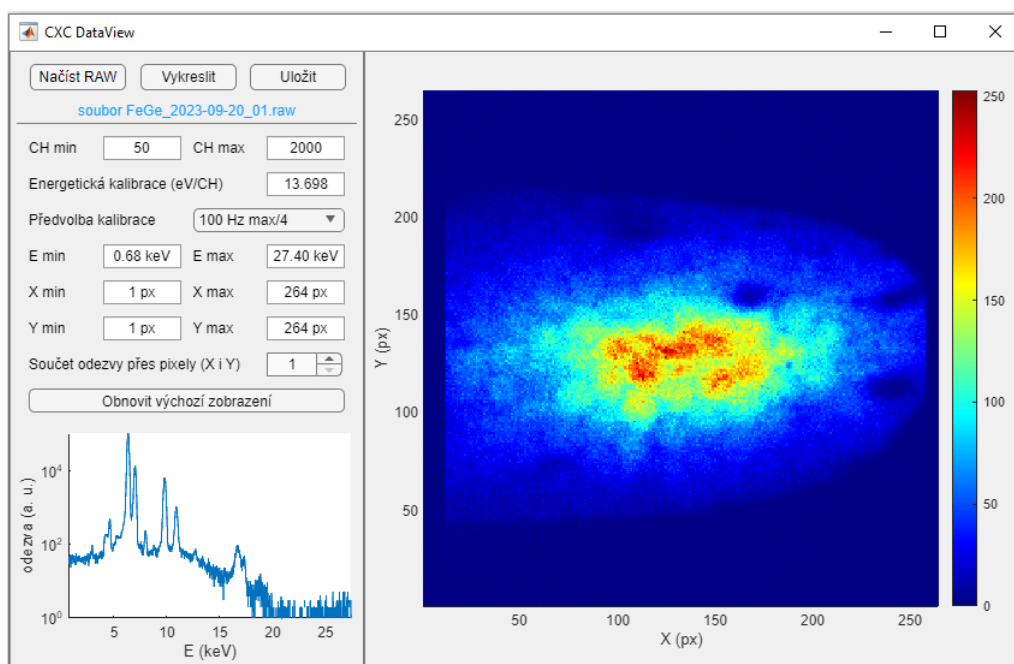 CXC DataView
Načíst RAW Vykreslit Uložit
soubor FeGe_2023-09-20_01.raw
CH min 50 CH max 2000
Energetická kalibrace (eV/CH) 13.698
Předvolba kalibrace 100 Hz max/4
E min 0.68 keV E max 27.40 keV
X min 1 px X max 264 px
Y min 1 px Y max 264 px
Součet odezvy přes pixely (X i Y) 1
Obnovit výchozí zobrazení
odezva (a. u.)
10^4
10^2
10^0
5 10 15 20 25
E (keV)
Y (px)
250
200
150
100
50
50 100 150 200 250
X (px)
250
200
150
100
50
0